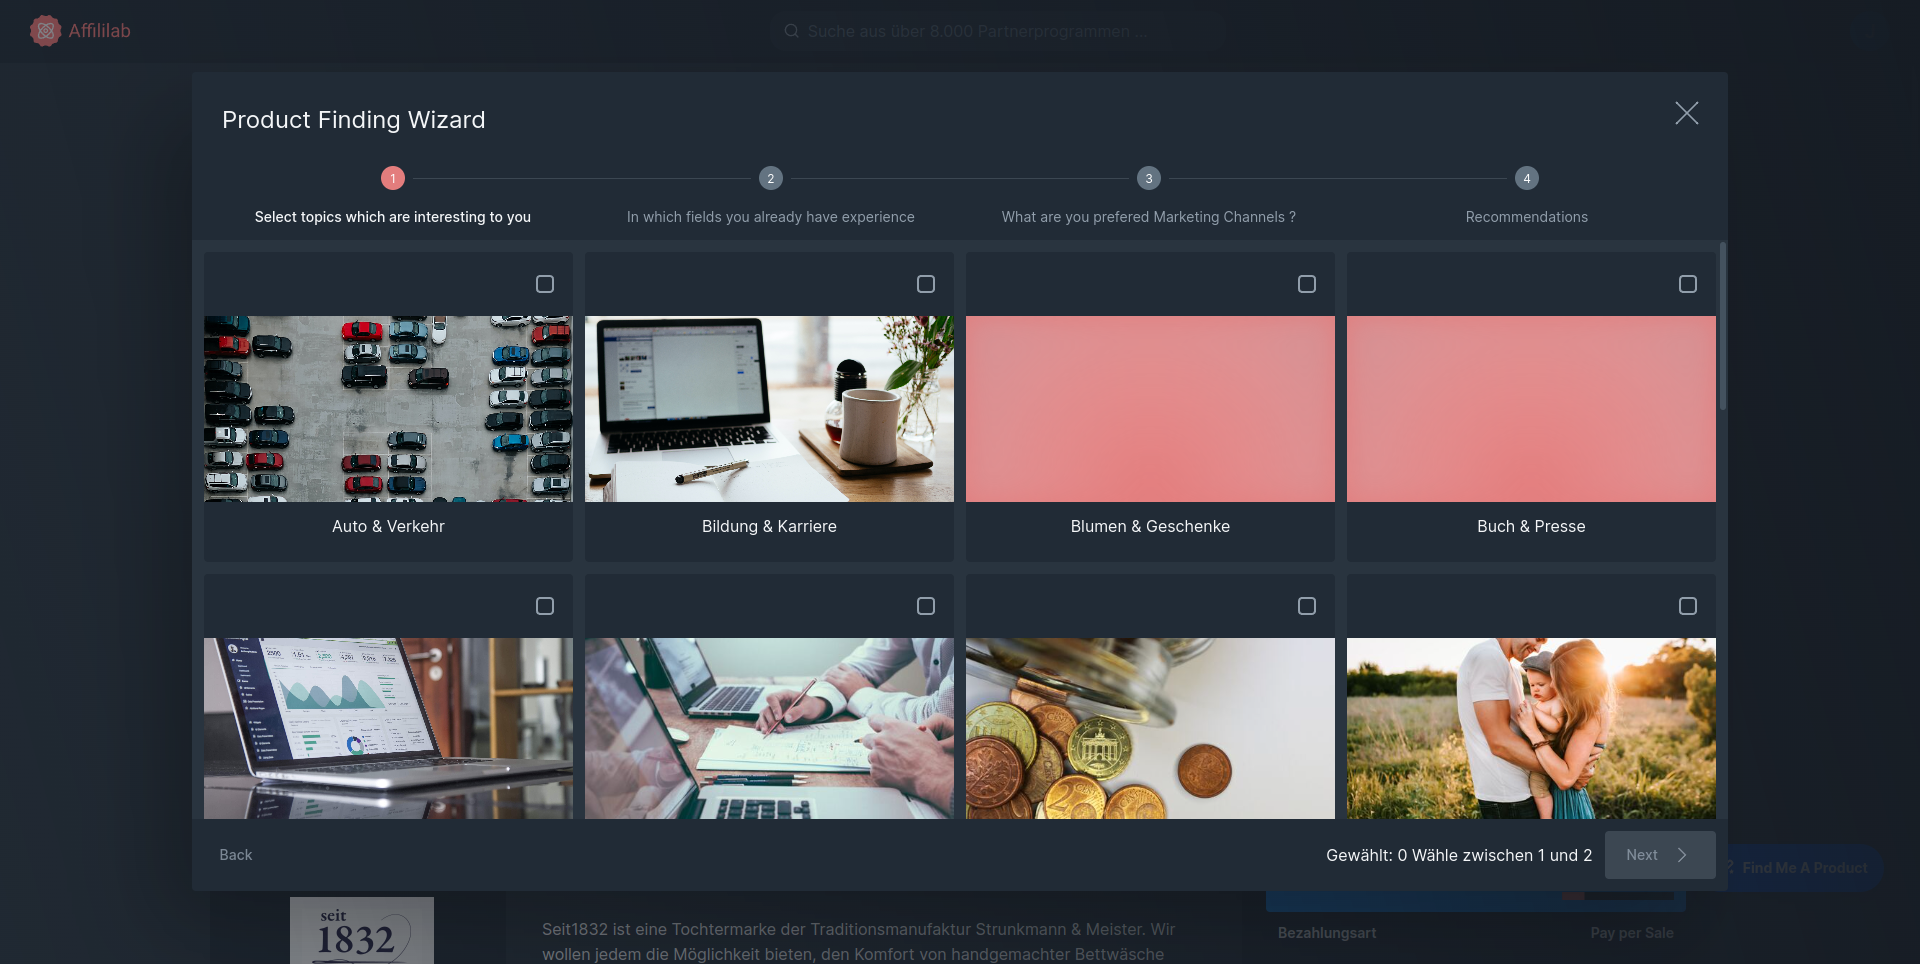 Affililab
Suche aus über 8.000 Partnerprogrammen ...
Product Finding Wizard
1
2
3
4
Select topics which are interesting to you
In which fields you already have experience
What are you prefered Marketing Channels ?
Recommendations
Auto & Verkehr
Bildung & Karriere
Blumen & Geschenke
Buch & Presse
Back
Gewählt: 0 Wähle zwischen 1 und 2
Next
Find Me A Product
seit
1832
Seit1832 ist eine Tochtermarke der Traditionsmanufaktur Strunkmann & Meister. Wir
wollen jedem die Möglichkeit bieten, den Komfort von handgemachter Bettwäsche
Bezahlungsart
Pay per Sale